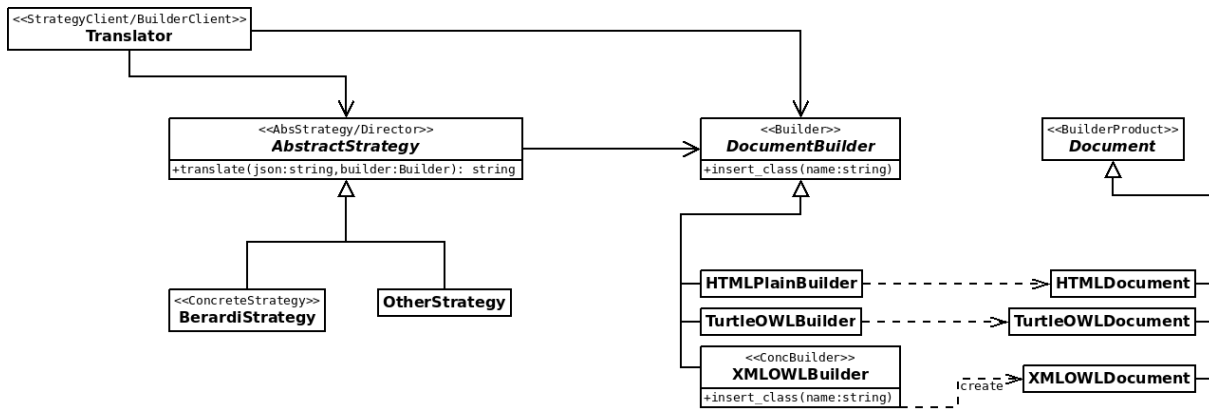 <<StrategyClient/BuilderClient>>
Translator
<<AbsStrategy/Director>>
AbstractStrategy
+translate(json:string,builder:Builder): string
<<Builder>>
DocumentBuilder
+insert_class(name:string)
<<BuilderProduct>>
Document
<<ConcreteStrategy>>
BerardiStrategy
OtherStrategy
HTMLPlainBuilder
HTMLDocument
TurtleOWLBuilder
TurtleOWLDocument
<<ConcBuilder>>
XMLOWLBuilder
+insert_class(name:string)
create
XMLOWLDocument